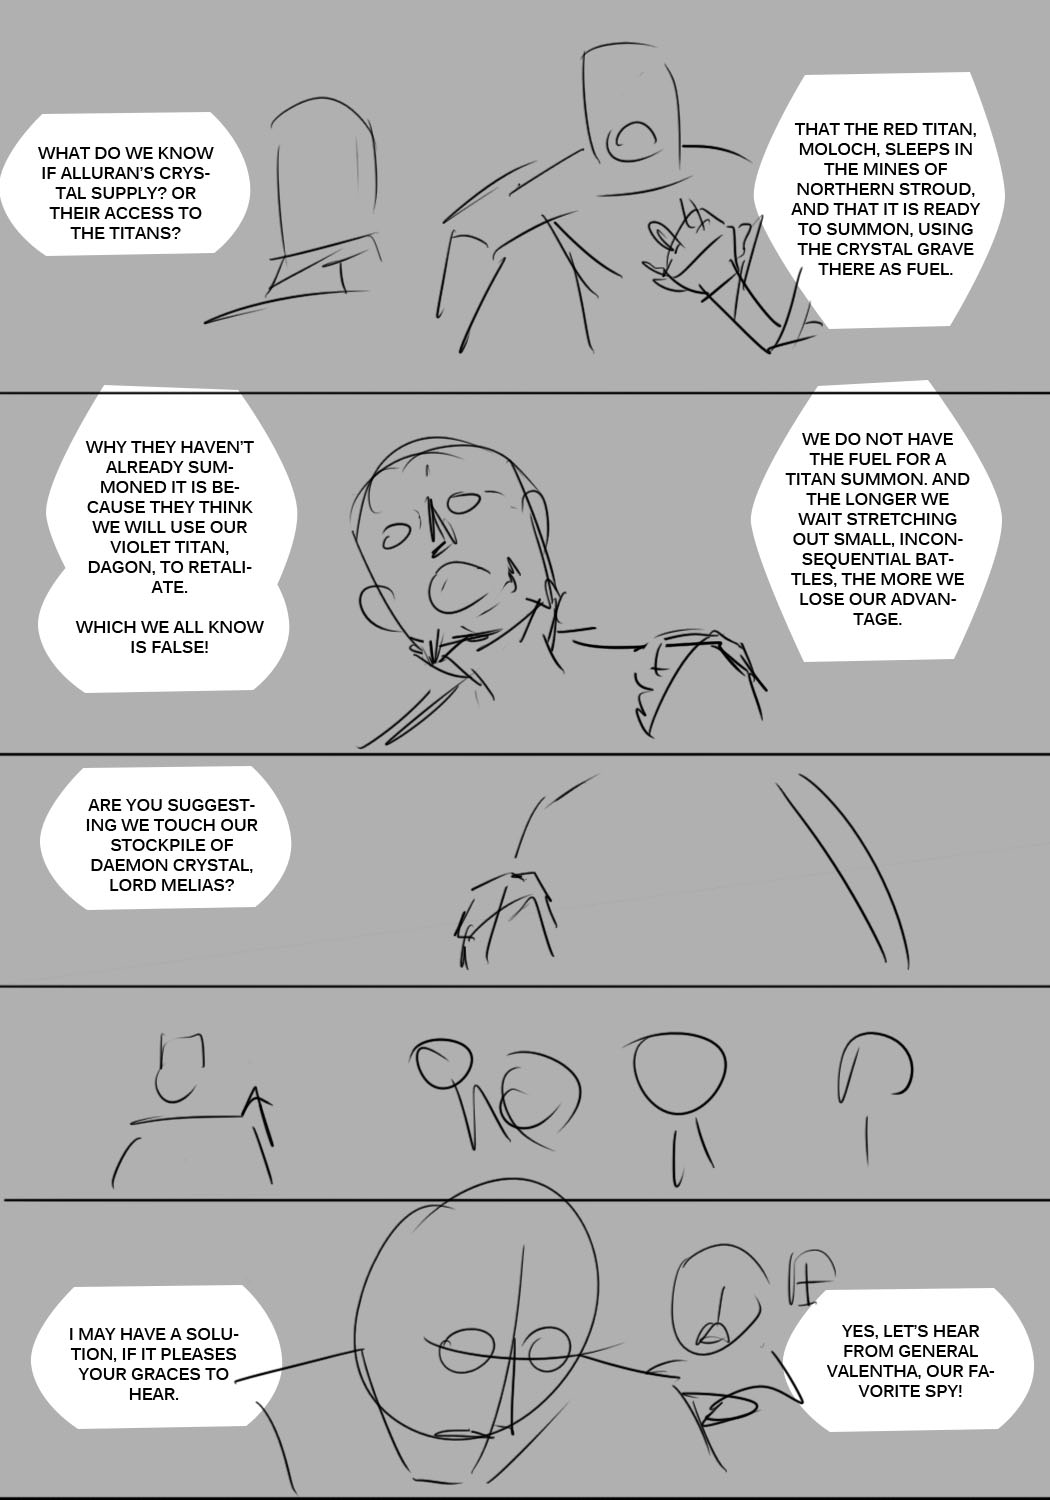 WHAT DO WE KNOW
IF ALLURAN'S CRYS-
TAL SUPPLY? OR
THEIR ACCESS TO
THE TITANS?
THAT THE RED TITAN,
MOLOCH, SLEEPS IN
THE MINES OF
NORTHERN STROUD,
AND THAT IT IS READY
TO SUMMON, USING
THE CRYSTAL GRAVE
THERE AS FUEL.
WHY THEY HAVEN'T
ALREADY SUM-
MONED IT IS BE-
CAUSE THEY THINK
WE WILL USE OUR
VIOLET TITAN,
DAGON, TO RETALI-
ATE.
WHICH WE ALL KNOW
IS FALSE!
WE DO NOT HAVE
THE FUEL FOR A
TITAN SUMMON. AND
THE LONGER WE
WAIT STRETCHING
OUT SMALL, INCON-
SEQUENTIAL BAT-
TLES, THE MORE WE
LOSE OUR ADVAN-
TAGE.
ARE YOU SUGGEST-
ING WE TOUCH OUR
STOCKPILE OF
DAEMON CRYSTAL,
LORD MELIAS?
I MAY HAVE A SOLU-
TION, IF IT PLEASES
YOUR GRACES TO
HEAR.
YES, LET'S HEAR
FROM GENERAL
VALENTHA, OUR FA-
VORITE SPY!